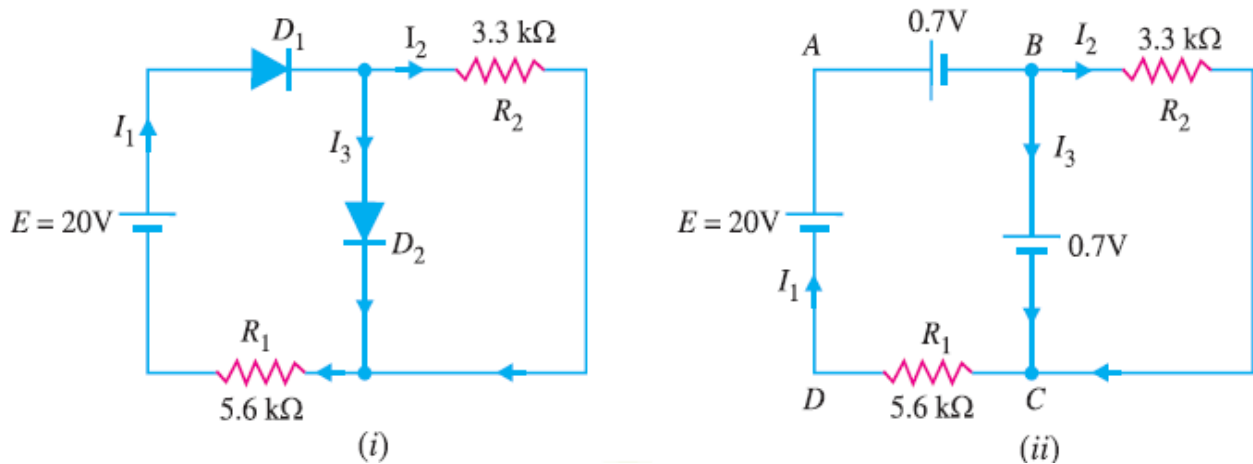 D₁
I₂
3.3 kΩ
R₂
I₁
I₃
E = 20V
D₂
R₁
5.6 kΩ
(i)
0.7V
A
B
I₂
3.3 kΩ
R₂
I₃
E = 20V
0.7V
I₁
R₁
D
5.6 kΩ
C
(ii)